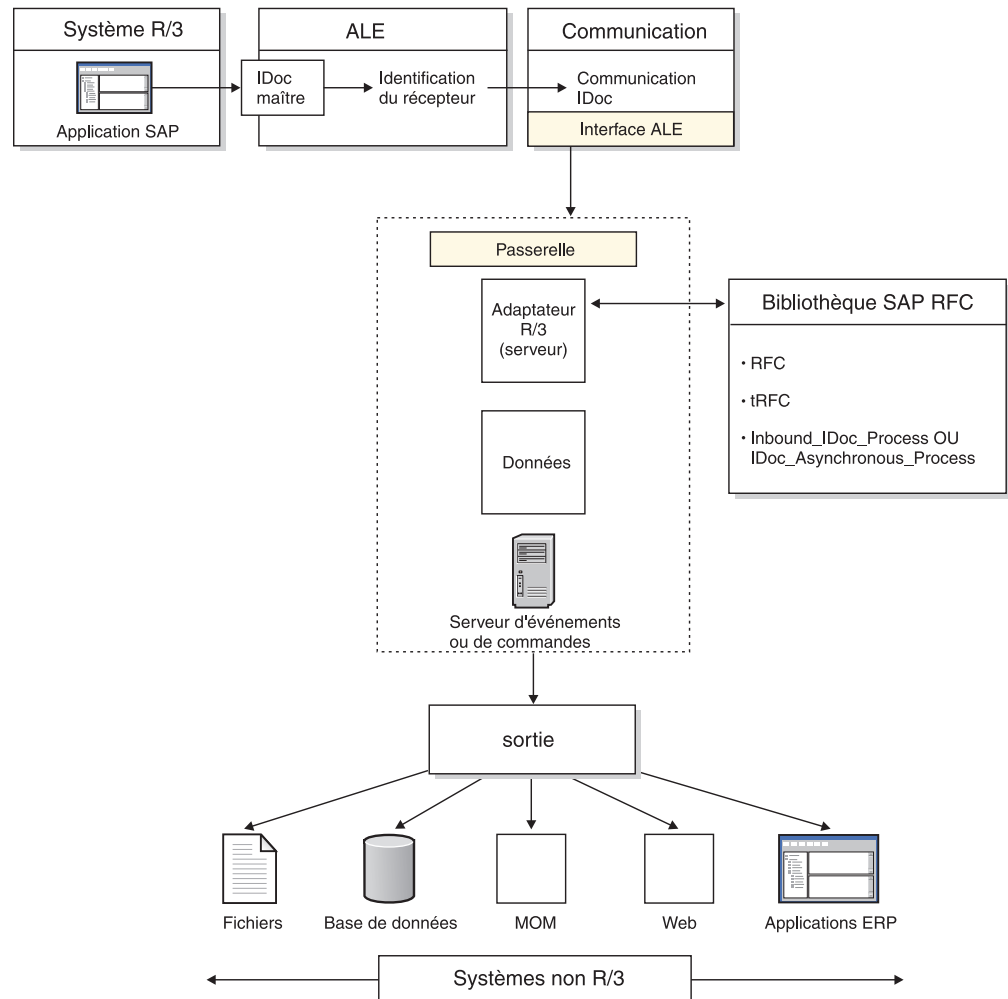 Système R/3
ALE
Communication
IDoc
maître
Identification
du récepteur
Communication
IDoc
Application SAP
Interface ALE
Passerelle
Adaptateur
R/3
(serveur)
Bibliothèque SAP RFC
• RFC
• tRFC
• Inbound_IDoc_Process OU
IDoc_Asynchronous_Process
Données
Serveur d'événements
ou de commandes
sortie
Fichiers
Base de données
MOM
Web
Applications ERP
Systèmes non R/3